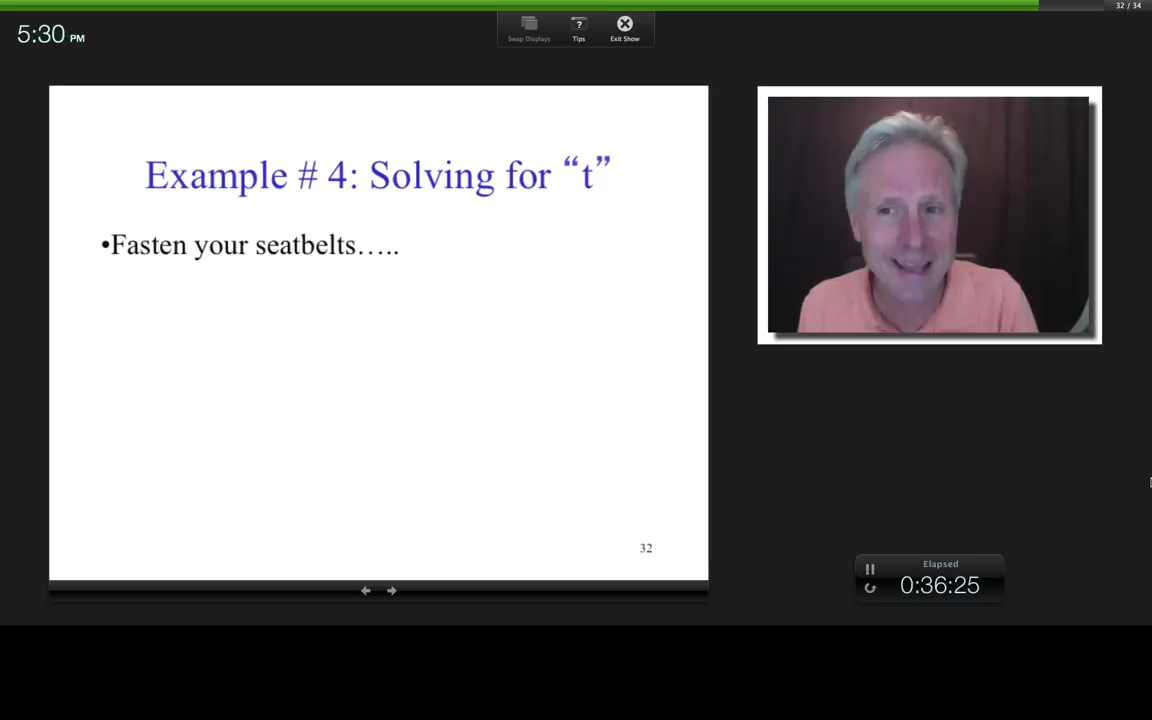 32 / 34
5:30 PM
Swap Displays
Tips
Exit Show
Example # 4: Solving for “t”
•Fasten your seatbelts…..
32
Elapsed
0:36:25